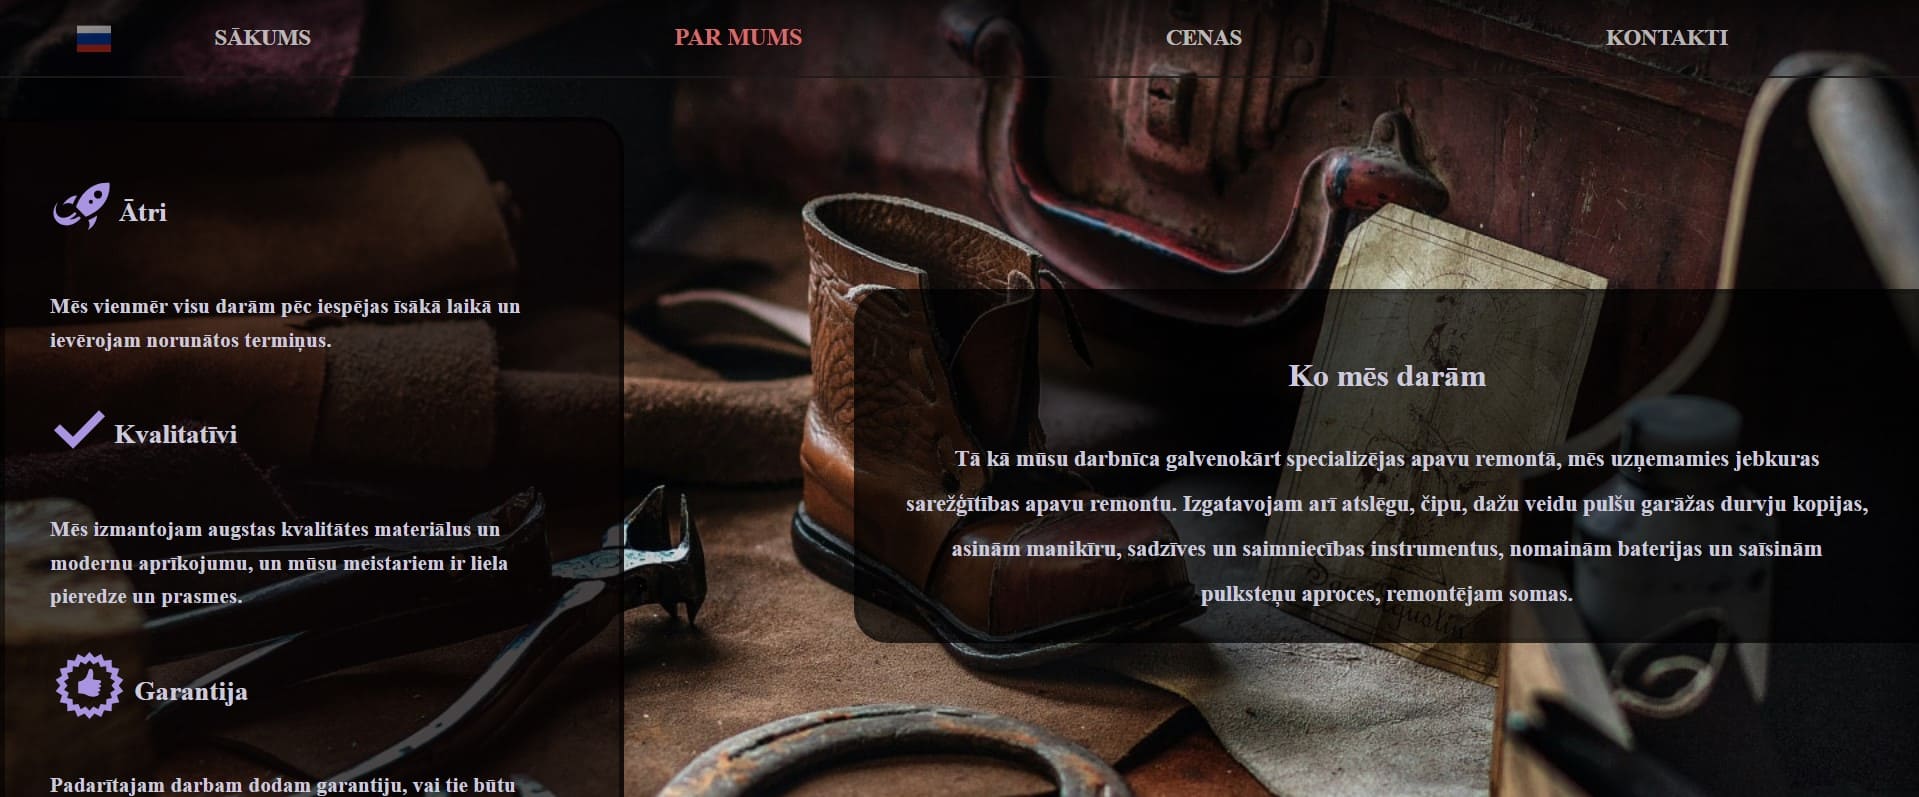 SĀKUMS
PAR MUMS
CENAS
KONTAKTI
Ātri
Mēs vienmēr visu darām pēc iespējas īsākā laikā un
ievērojam norunātos termiņus.
Kvalitatīvi
Mēs izmantojam augstas kvalitātes materiālus un
modernu aprīkojumu, un mūsu meistariem ir liela
pieredze un prasmes.
Garantija
Padarītajam darbam dodam garantiju, vai tie būtu
Ko mēs darām
Tā kā mūsu darbnīca galvenokārt specializējas apavu remontā, mēs uzņemamies jebkuras
sarežģītības apavu remontu. Izgatavojam arī atslēgu, čipu, dažu veidu pulšu garāžas durvju kopijas,
asinām manikīru, sadzīves un saimniecības instrumentus, nomainām baterijas un saīsinām
pulksteņu aproces, remontējam somas.